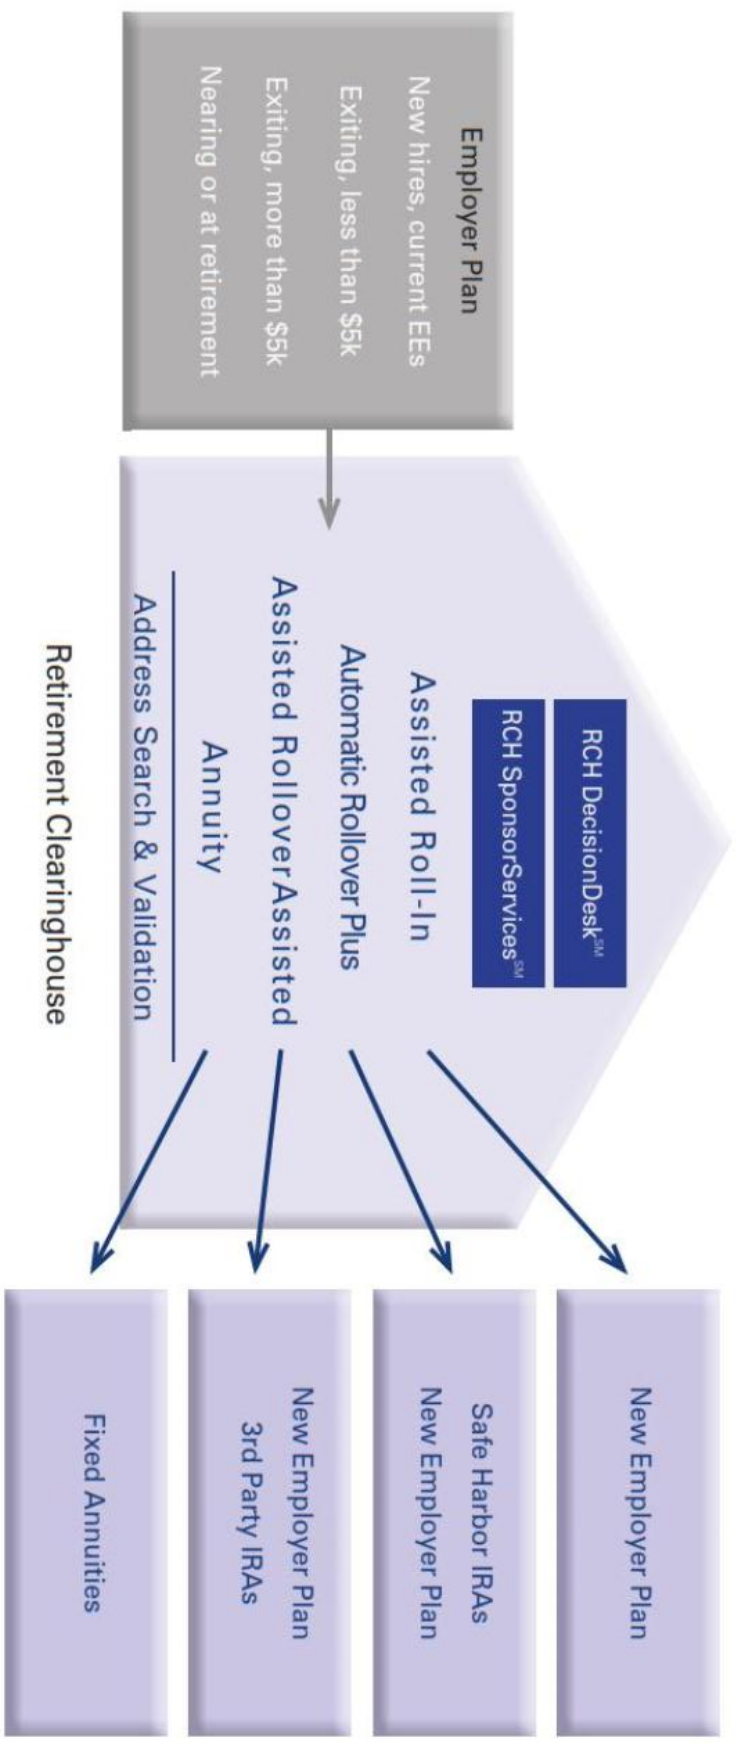 Employer Plan
New hires, current EEs
Exiting, less than $5k
Exiting, more than $5k
Nearing or at retirement
RCH DecisionDesk℠
RCH SponsorServices℠
Assisted Roll-In
Automatic Rollover Plus
Assisted RolloverAssisted
Annuity
Address Search & Validation
Retirement Clearinghouse
New Employer Plan
Safe Harbor IRAs
New Employer Plan
New Employer Plan
3rd Party IRAs
Fixed Annuities